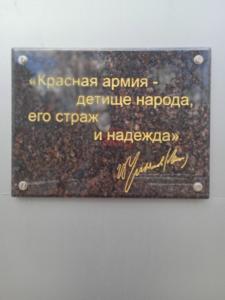 «Красная армия -
детище народа,
его страж
и надежда»